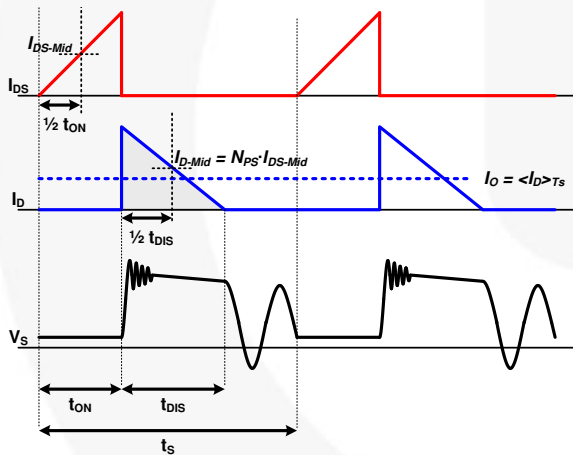 I_DS-Mid
I_DS
½ t_ON
I_D-Mid = N_PS·I_DS-Mid
I_O = <I_D>_Ts
I_D
½ t_DIS
V_S
t_ON
t_DIS
t_S